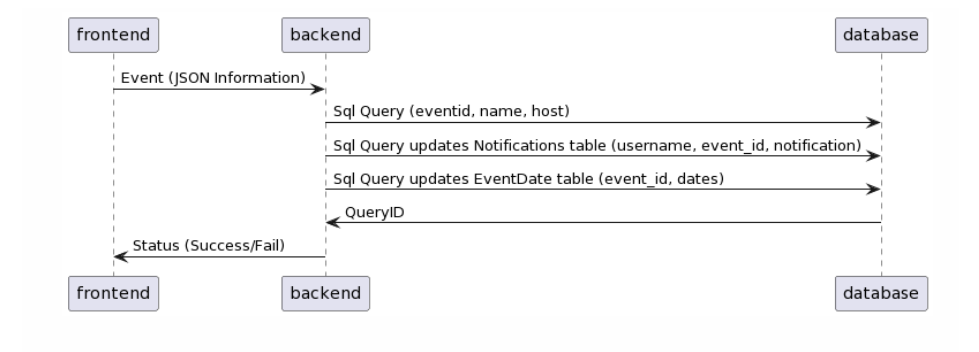 frontend backend database
Event (JSON Information)
Sql Query (eventid, name, host)
Sql Query updates Notifications table (username, event_id, notification)
Sql Query updates EventDate table (event_id, dates)
QueryID
Status (Success/Fail)
frontend backend database